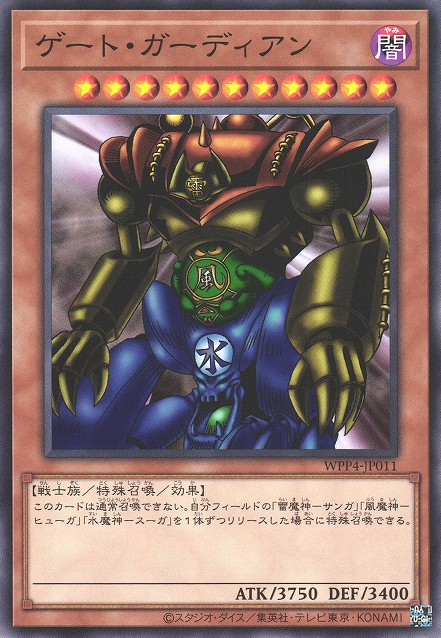 ゲート・ガーディアン
やみ
闇
雷
風
水
WPP4-JP011
【戦士族／特殊召喚／効果】
このカードは通常召喚できない。自分フィールドの「雷魔神－サンガ」「風魔神－
ヒューガ」「水魔神－スーガ」を１体ずつリリースした場合に特殊召喚できる。
ATK/3750 DEF/3400
©スタジオ・ダイス／集英社・テレビ東京・KONAMI